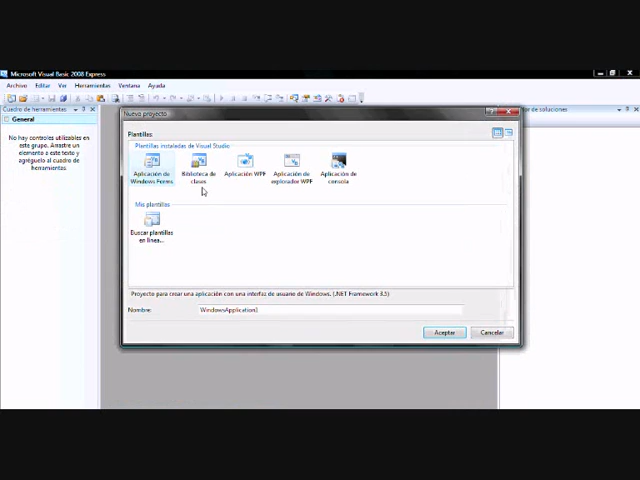 Microsoft Visual Basic 2008 Express
Archivo Editar Ver Herramientas Ventana Ayuda
Cuadro de herramientas
General
No hay controles utilizables en
este grupo. Arrastre un
elemento a este texto y
agréguelo al cuadro de
herramientas.
Nuevo proyecto
Plantillas:
Plantillas instaladas de Visual Studio
Aplicación de
Windows Forms
Biblioteca de
clases
Aplicación WPF
Aplicación de
explorador WPF
Aplicación de
consola
Mis plantillas
Buscar plantillas
en línea...
Proyecto para crear una aplicación con una interfaz de usuario de Windows. (.NET Framework 3.5)
Nombre:
WindowsApplication1
Aceptar
Cancelar
or de soluciones